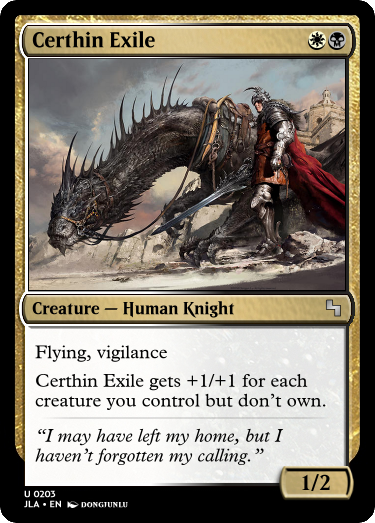 Certhin Exile
Creature — Human Knight
Flying, vigilance
Certhin Exile gets +1/+1 for each
creature you control but don't own.
"I may have left my home, but I
haven't forgotten my calling."
1/2
U 0203
JLA • EN DONGJUNLU